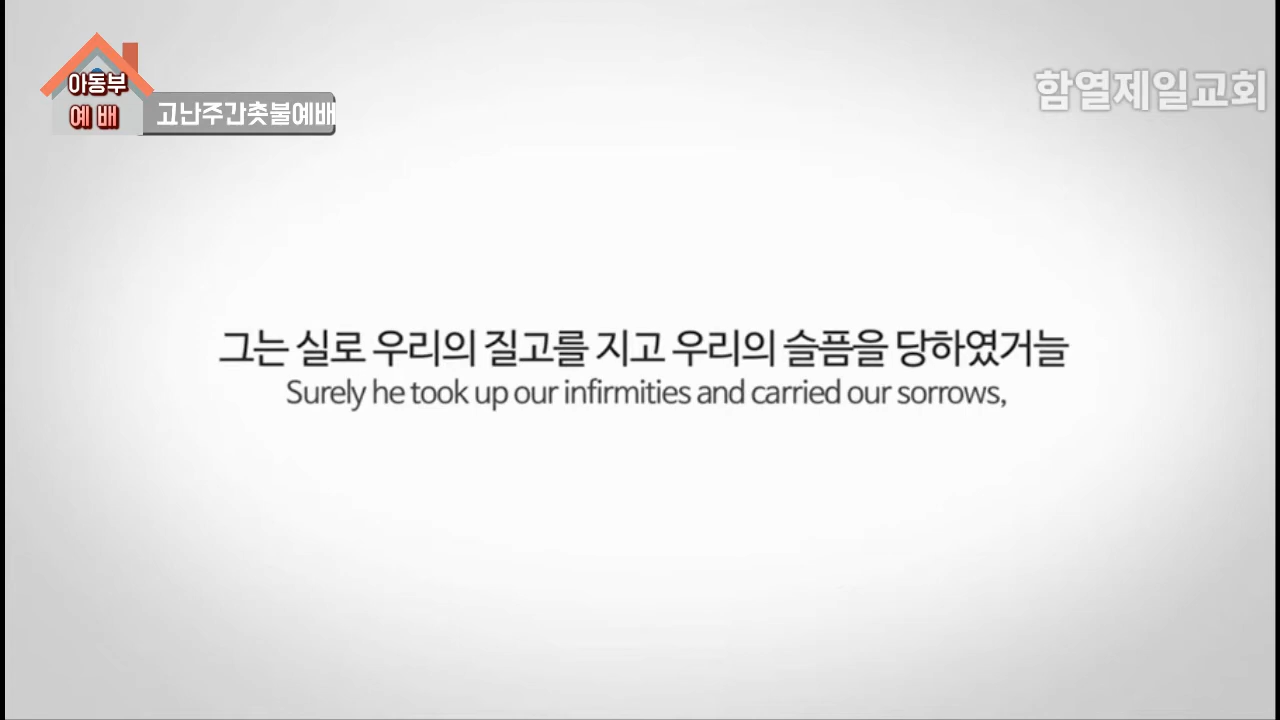 아동부
예배
고난주간촛불예배
함열제일교회
그는 실로 우리의 질고를 지고 우리의 슬픔을 당하였거늘
Surely he took up our infirmities and carried our sorrows,